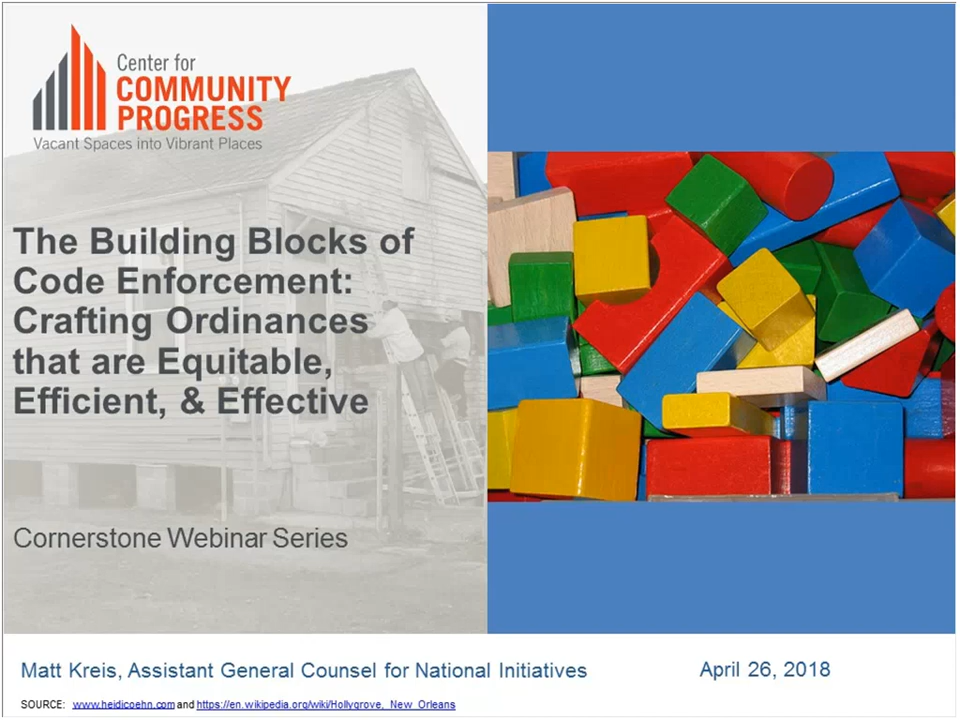 Center for
COMMUNITY
PROGRESS
Vacant Spaces into Vibrant Places
The Building Blocks of
Code Enforcement:
Crafting Ordinances
that are Equitable,
Efficient, & Effective
Cornerstone Webinar Series
Matt Kreis, Assistant General Counsel for National Initiatives
April 26, 2018
SOURCE: www.heidicoehn.com and https://en.wikipedia.org/wiki/Hollygrove,_New_Orleans